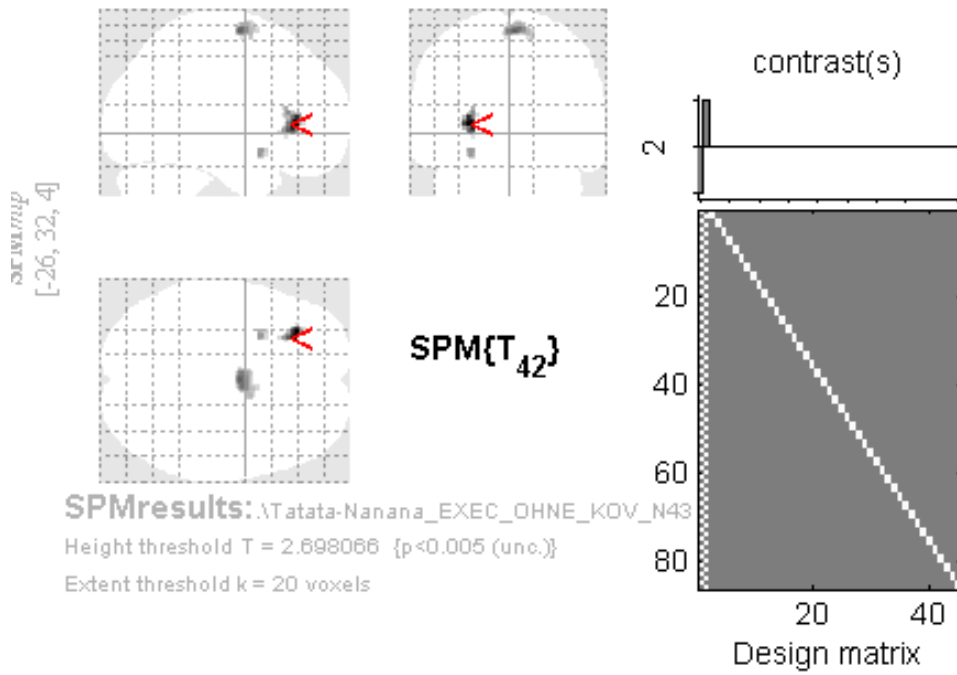 contrast(s)
2
SPMmip
[-26, 32, 4]
SPM{T42}
20
40
60
80
20 40
Design matrix
SPMresults: .\Tatata-Nanana_EXEC_OHNE_KOV_N43
Height threshold T = 2.698066 {p<0.005 (unc.)}
Extent threshold k = 20 voxels